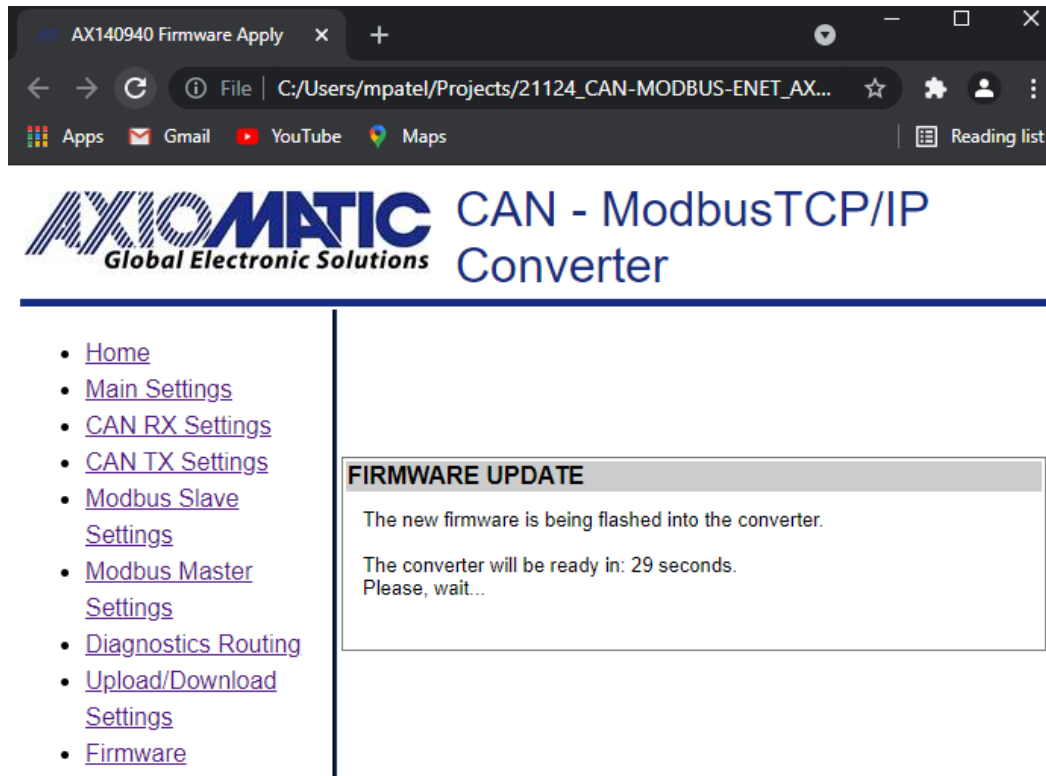 AX140940 Firmware Apply
File | C:/Users/mpatel/Projects/21124_CAN-MODBUS-ENET_AX...
Apps Gmail YouTube Maps Reading list
AXIOMATIC
Global Electronic Solutions
CAN - ModbusTCP/IP
Converter
• Home
• Main Settings
• CAN RX Settings
• CAN TX Settings
• Modbus Slave
Settings
• Modbus Master
Settings
• Diagnostics Routing
• Upload/Download
Settings
• Firmware
FIRMWARE UPDATE
The new firmware is being flashed into the converter.
The converter will be ready in: 29 seconds.
Please, wait...